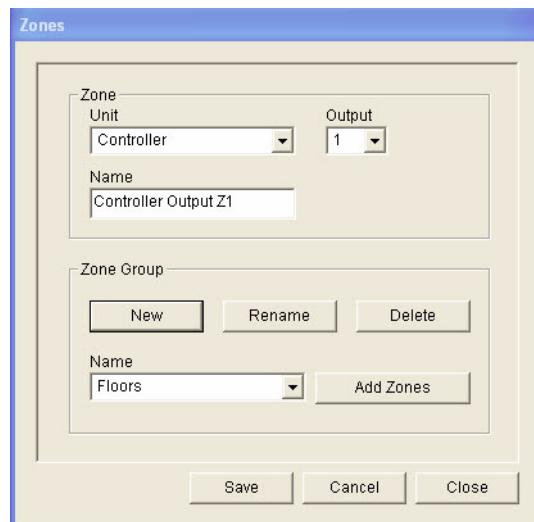 Zones
Zone
Unit Output
Controller 1
Name
Controller Output Z1
Zone Group
New Rename Delete
Name
Floors Add Zones
Save Cancel Close